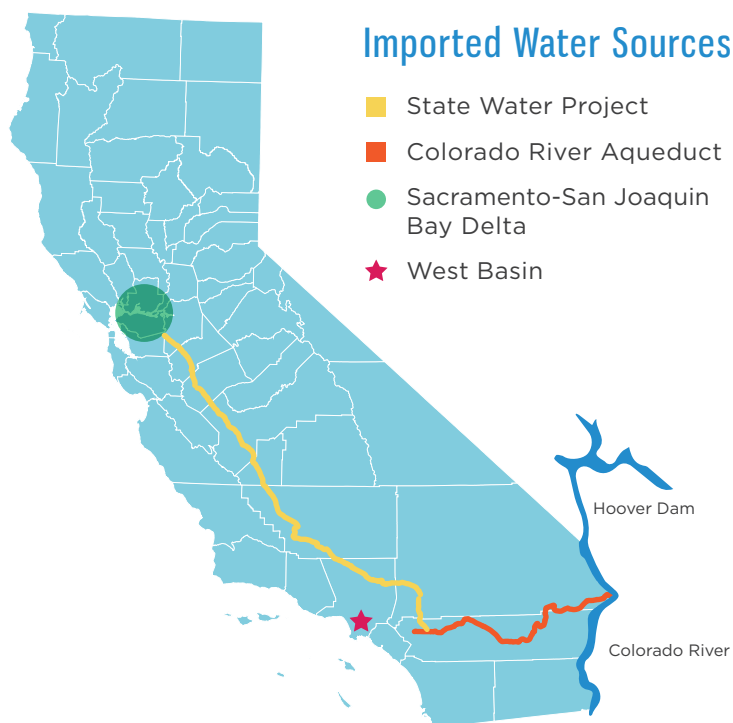 Imported Water Sources
State Water Project
Colorado River Aqueduct
Sacramento-San Joaquin
Bay Delta
West Basin
Hoover Dam
Colorado River